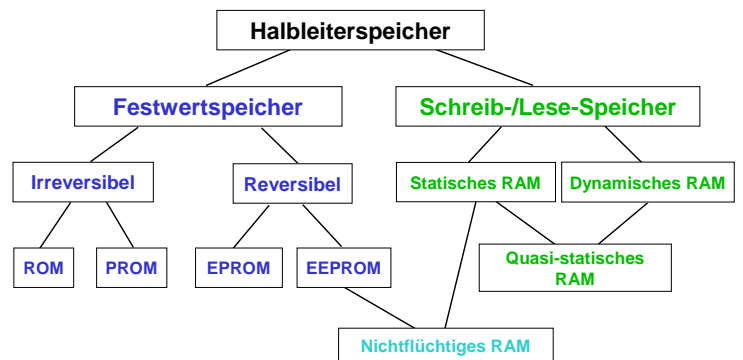 Halbleiterspeicher
Festwertspeicher
Schreib-/Lese-Speicher
Irreversibel
Reversibel
Statisches RAM
Dynamisches RAM
ROM
PROM
EPROM
EEPROM
Quasi-statisches
RAM
Nichtflüchtiges RAM